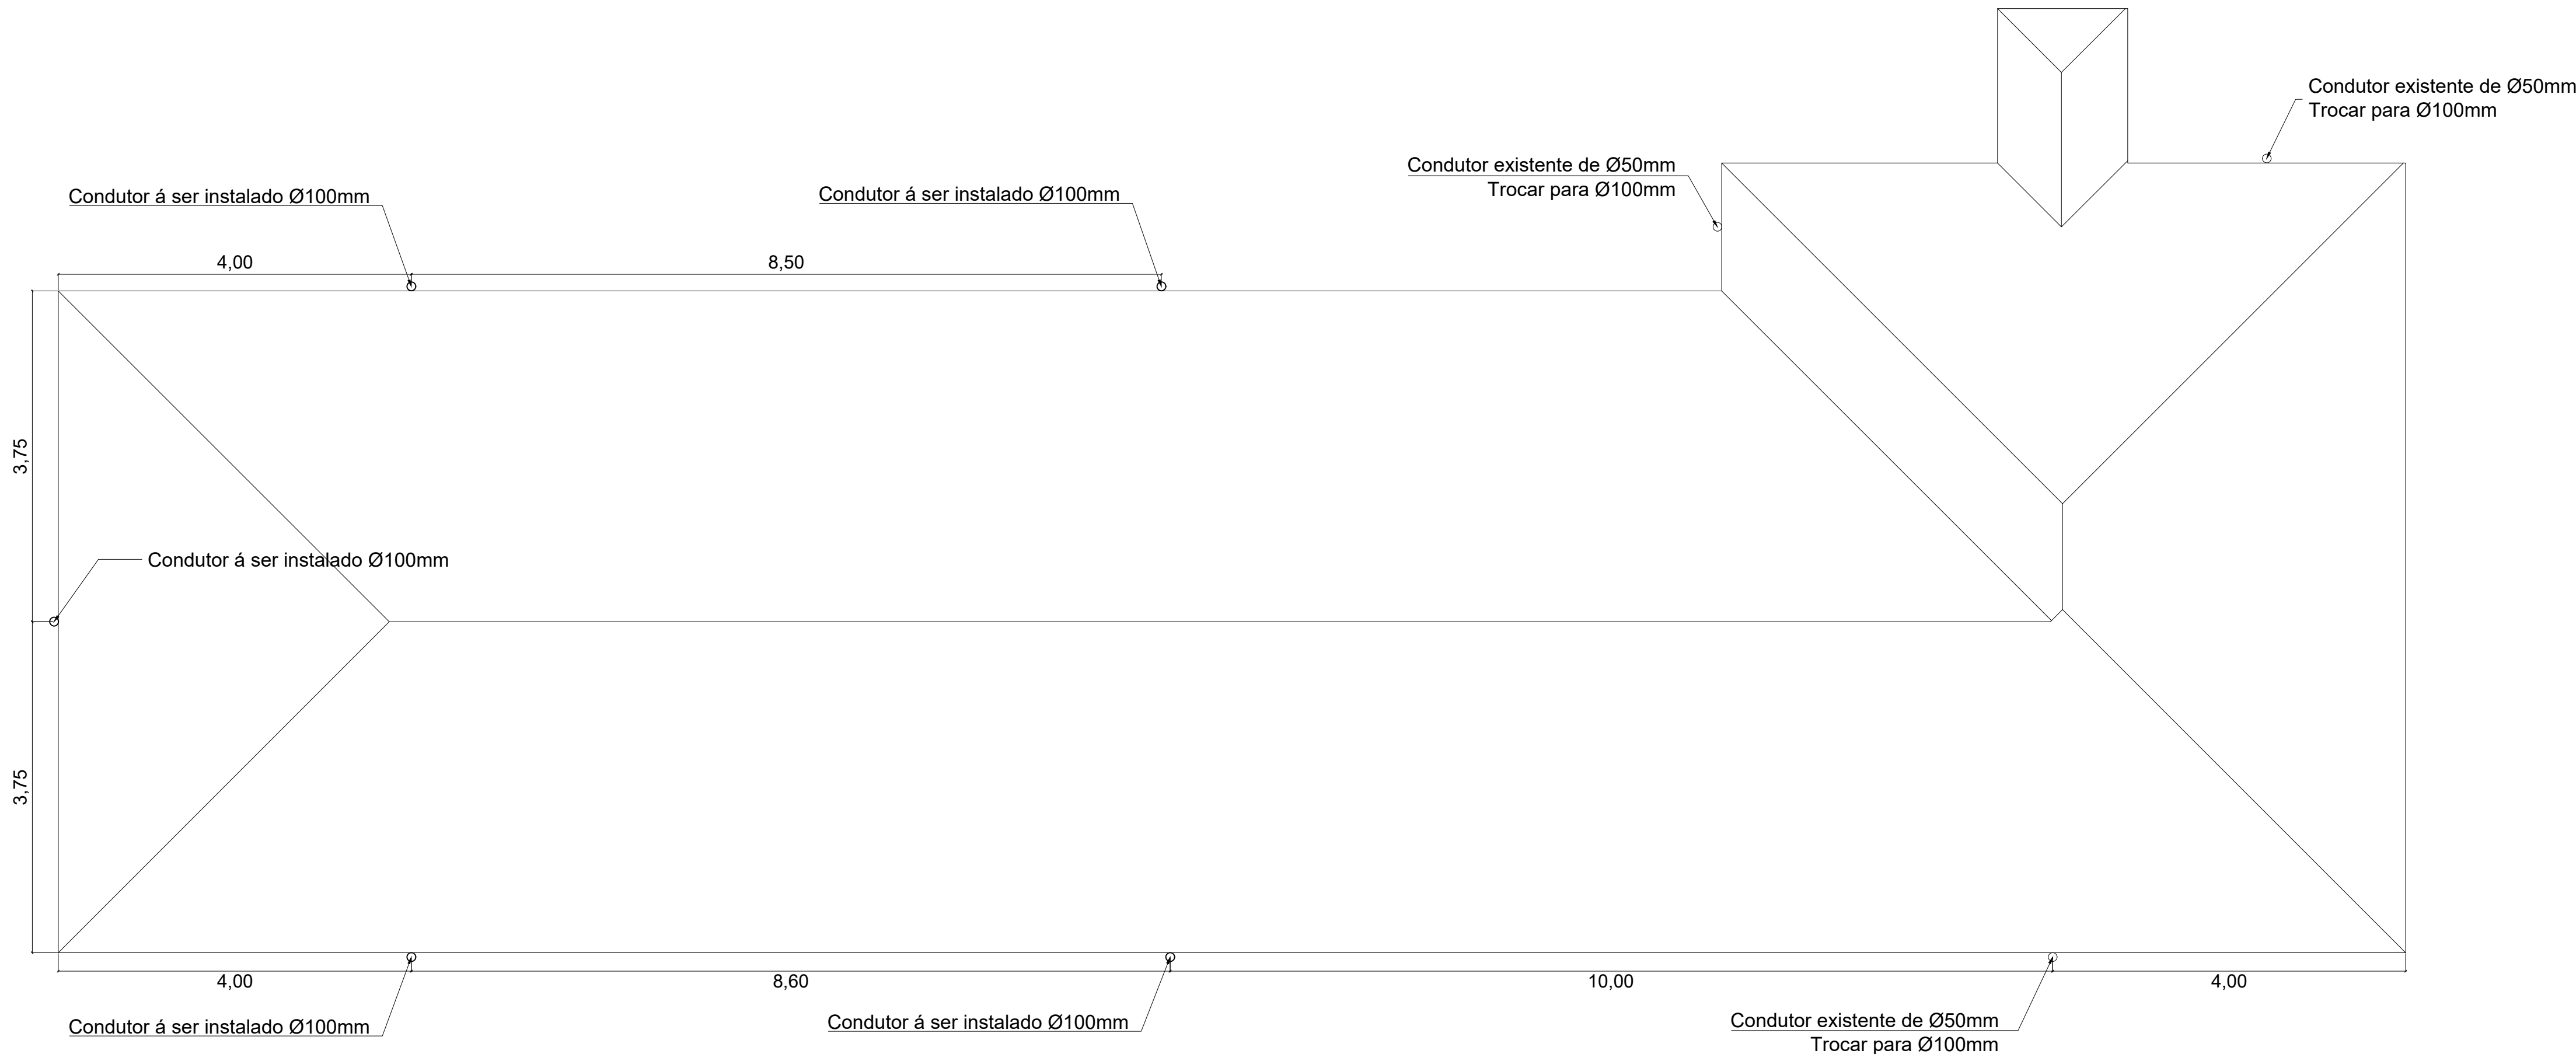 Condutor existente de Ø50mm
Trocar para Ø100mm
Condutor existente de Ø50mm
Trocar para Ø100mm
Condutor á ser instalado Ø100mm
Condutor á ser instalado Ø100mm
4,00
8,50
3,75
Condutor á ser instalado Ø100mm
3,75
4,00
8,60
10,00
4,00
Condutor á ser instalado Ø100mm
Condutor á ser instalado Ø100mm
Condutor existente de Ø50mm
Trocar para Ø100mm